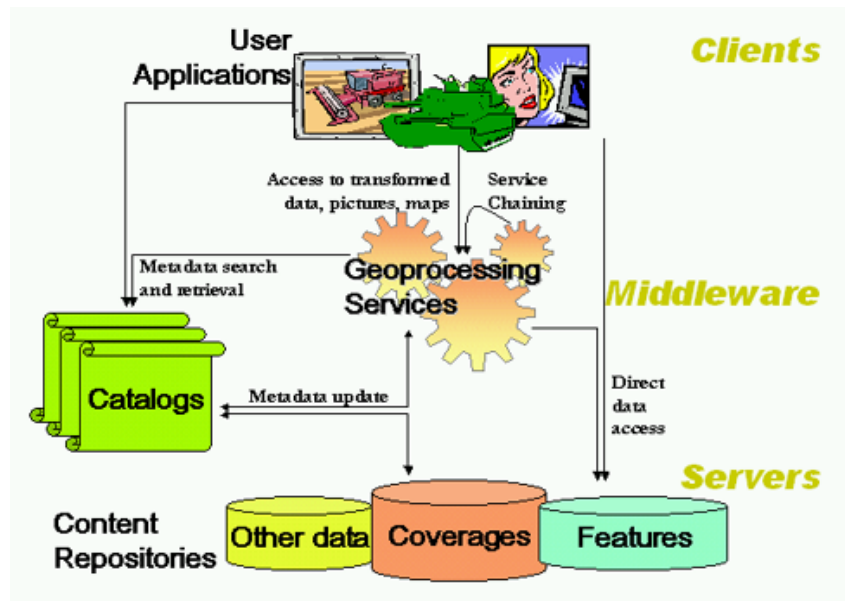 User
Applications
Clients
Access to transformed
data, pictures, maps
Service
Chaining
Metadata search
and retrieval
Geoprocessing
Services
Middleware
Catalogs
Metadata update
Direct
data
access
Servers
Content
Repositories
Other data
Coverages
Features